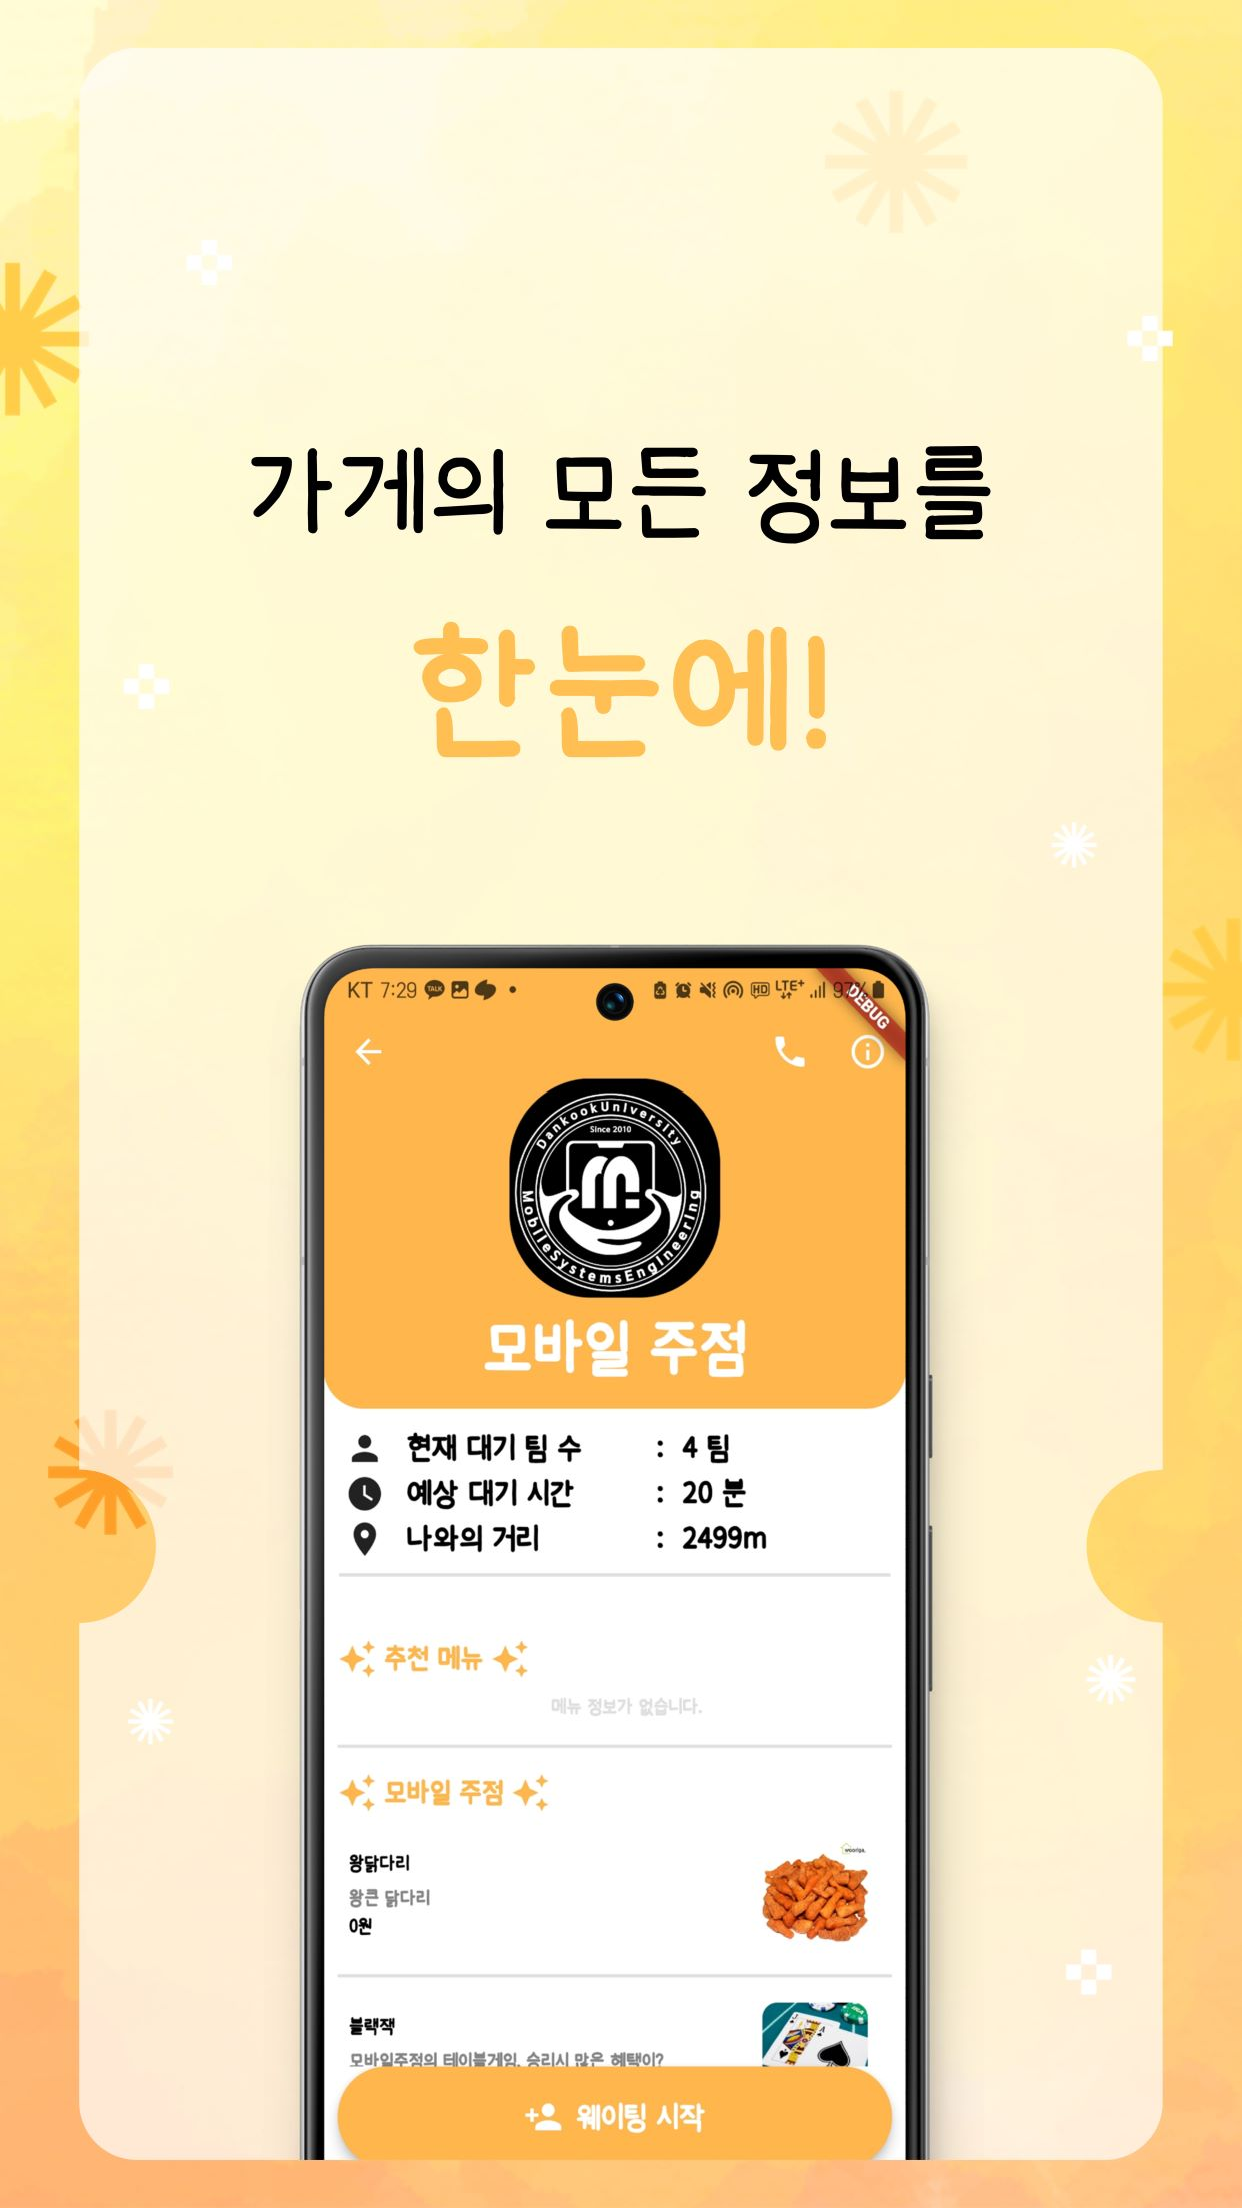 가게의 모든 정보를
한눈에!
KT 7:29 TALK HD LTE+ 97%
DEBUG
DankookUniversity
Since 2010
MobileSystemsEngineering
모바일 주점
현재 대기 팀 수 : 4 팀
예상 대기 시간 : 20 분
나와의 거리 : 2499m
추천 메뉴
메뉴 정보가 없습니다.
모바일 주점
왕닭다리
왕큰 닭다리
0원
블랙잭
모바일주점의 테이블게임, 승리시 많은 혜택이?
웨이팅 시작